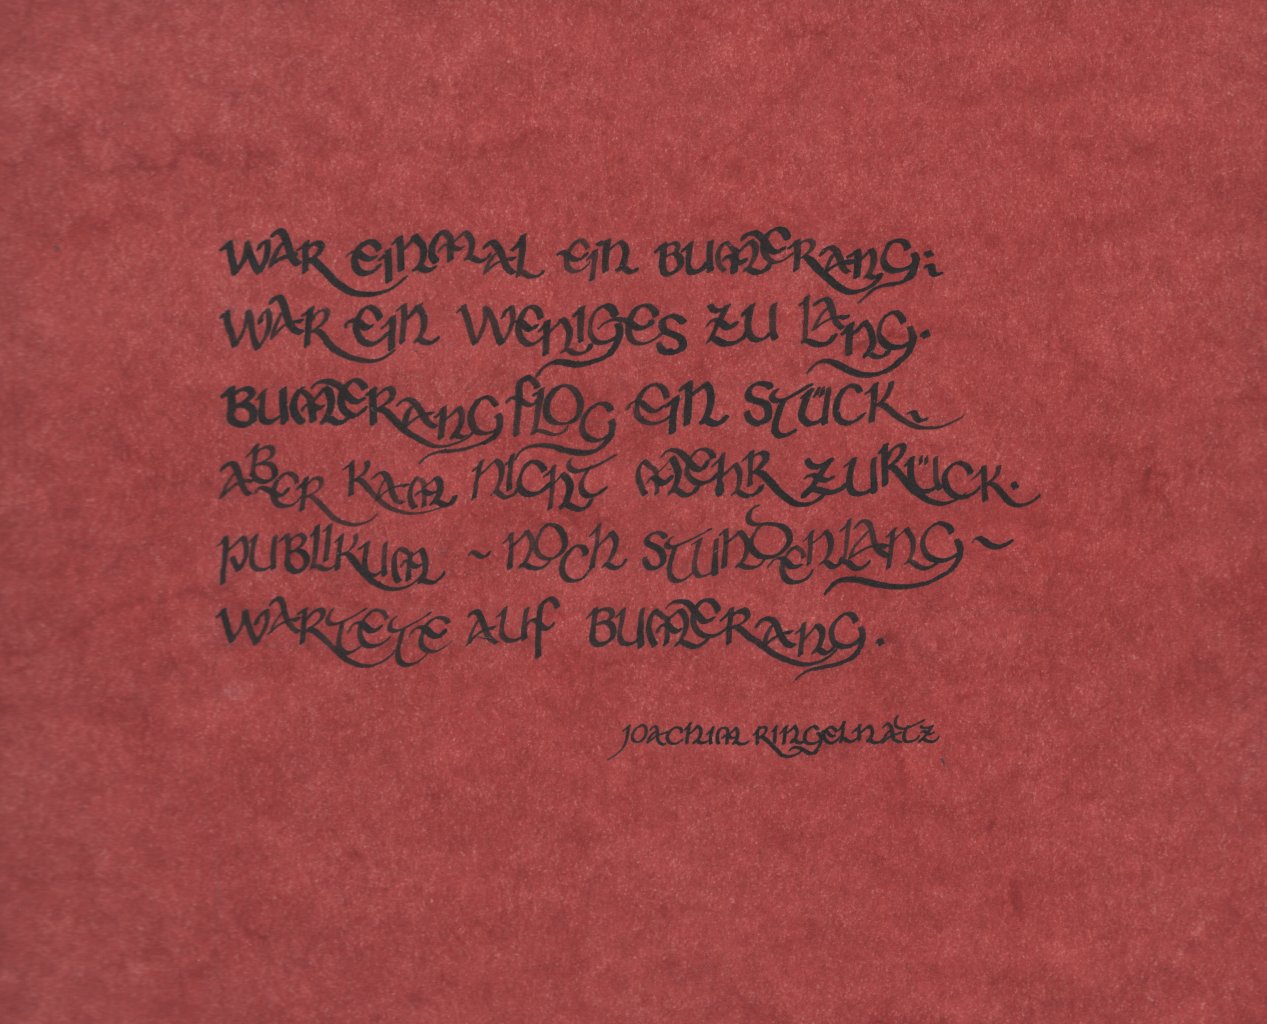 WAR EINMAL EIN BUMERANG;
WAR EIN WENIGES ZU LANG.
BUMERANG FLOG EIN STÜCK,
ABER KAM NICHT MEHR ZURÜCK.
PUBLIKUM ~ NOCH STUNDENLANG ~
WARTETE AUF BUMERANG.
JOACHIM RINGELNATZ